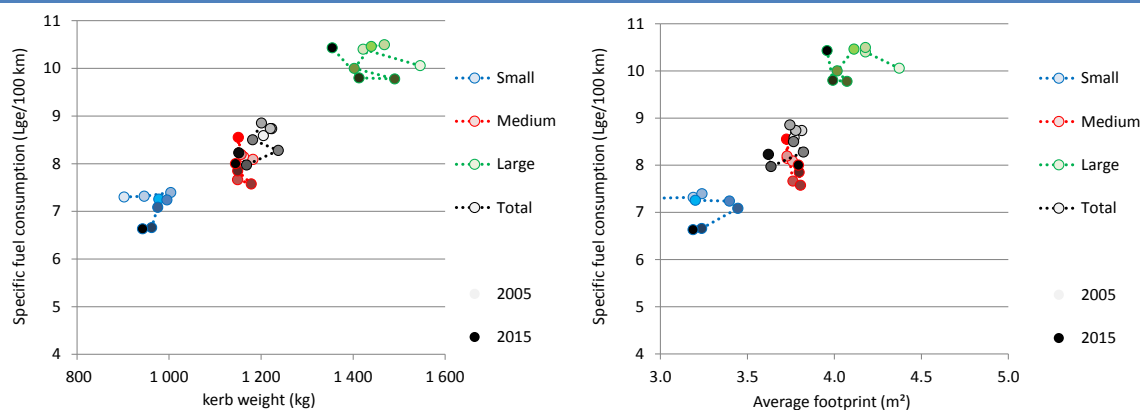 Specific fuel consumption (Lge/100 km)
11
10
9
8
7
6
5
4
800
1 000
1 200
1 400
1 600
kerb weight (kg)
Small
Medium
Large
Total
2005
2015
Specific fuel consumption (Lge/100 km)
11
10
9
8
7
6
5
4
3.0
3.5
4.0
4.5
5.0
Average footprint (m²)
Small
Medium
Large
Total
2005
2015